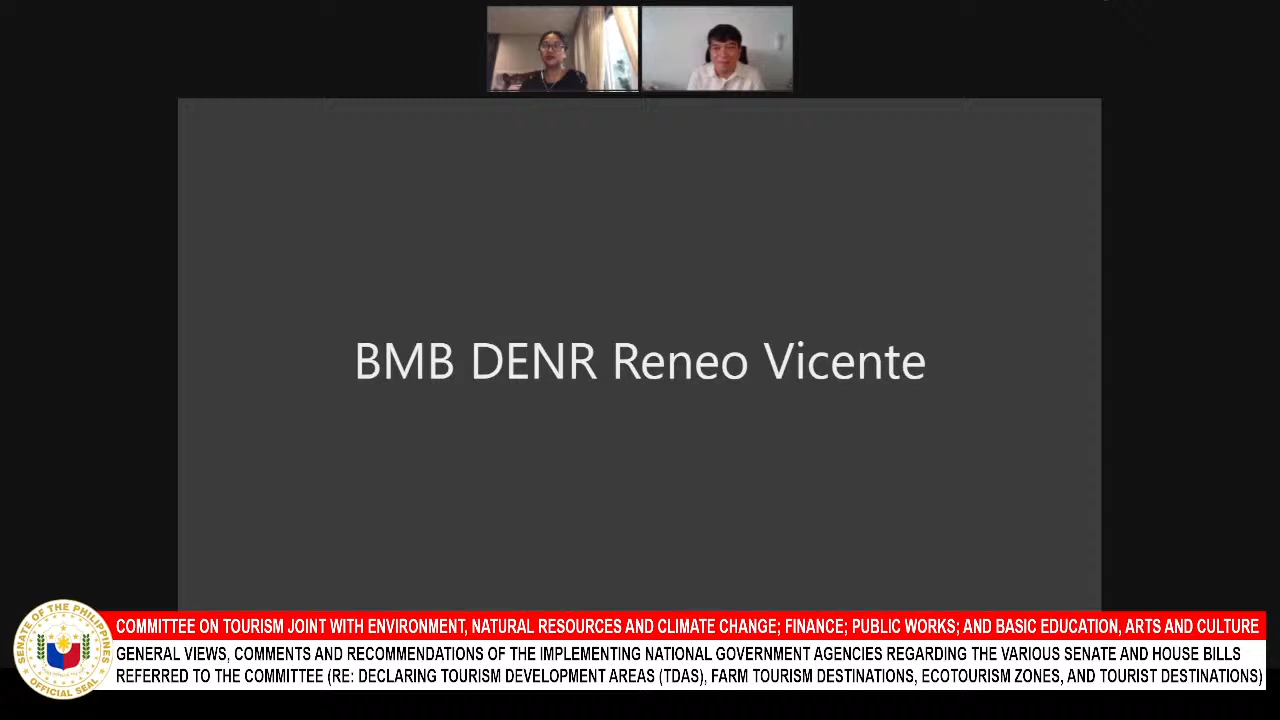 BMB DENR Reneo Vicente
SENATE OF THE PHILIPPINES
OFFICIAL SEAL
COMMITTEE ON TOURISM JOINT WITH ENVIRONMENT, NATURAL RESOURCES AND CLIMATE CHANGE; FINANCE; PUBLIC WORKS; AND BASIC EDUCATION, ARTS AND CULTURE
GENERAL VIEWS, COMMENTS AND RECOMMENDATIONS OF THE IMPLEMENTING NATIONAL GOVERNMENT AGENCIES REGARDING THE VARIOUS SENATE AND HOUSE BILLS
REFERRED TO THE COMMITTEE (RE: DECLARING TOURISM DEVELOPMENT AREAS (TDAS), FARM TOURISM DESTINATIONS, ECOTOURISM ZONES, AND TOURIST DESTINATIONS)